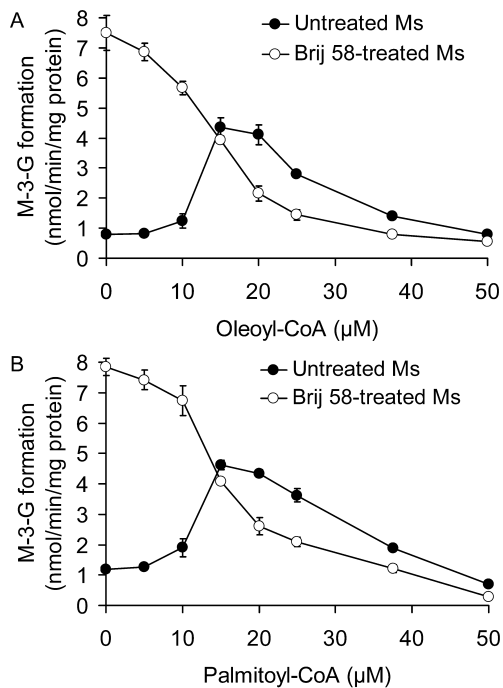 A
Untreated Ms
Brij 58-treated Ms
M-3-G formation
(nmol/min/mg protein)
8
7
6
5
4
3
2
1
0
0 10 20 30 40 50
Oleoyl-CoA (µM)
B
Untreated Ms
Brij 58-treated Ms
M-3-G formation
(nmol/min/mg protein)
8
7
6
5
4
3
2
1
0
0 10 20 30 40 50
Palmitoyl-CoA (µM)